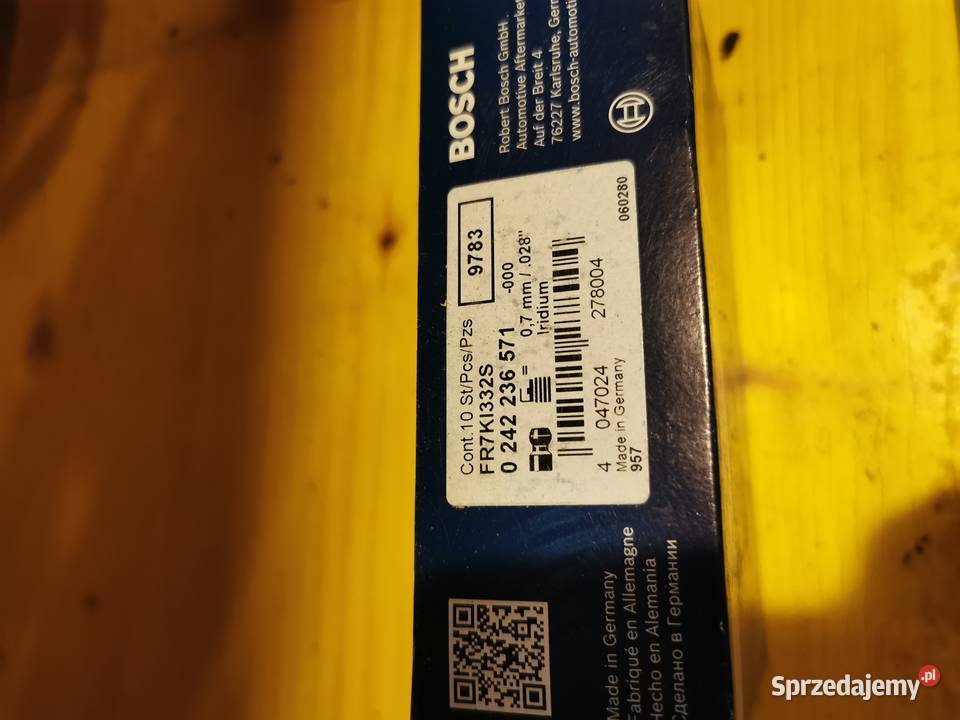 BOSCH
Robert Bosch GmbH
Automotive Aftermarket
Auf der Breit 4
76227 Karlsruhe, Germ
www.bosch-automoti
Cont.10 St/Pcs/Pzs
9783
FR7KI332S
0 242 236 571 -000
= 0,7 mm / .028"
Iridium
4 047024 278004
Made in Germany
957 060280
Made in Germany
Fabriqué en Allemagne
Hecho en Alemania
Сделано в Германии
Sprzedajemy.pl